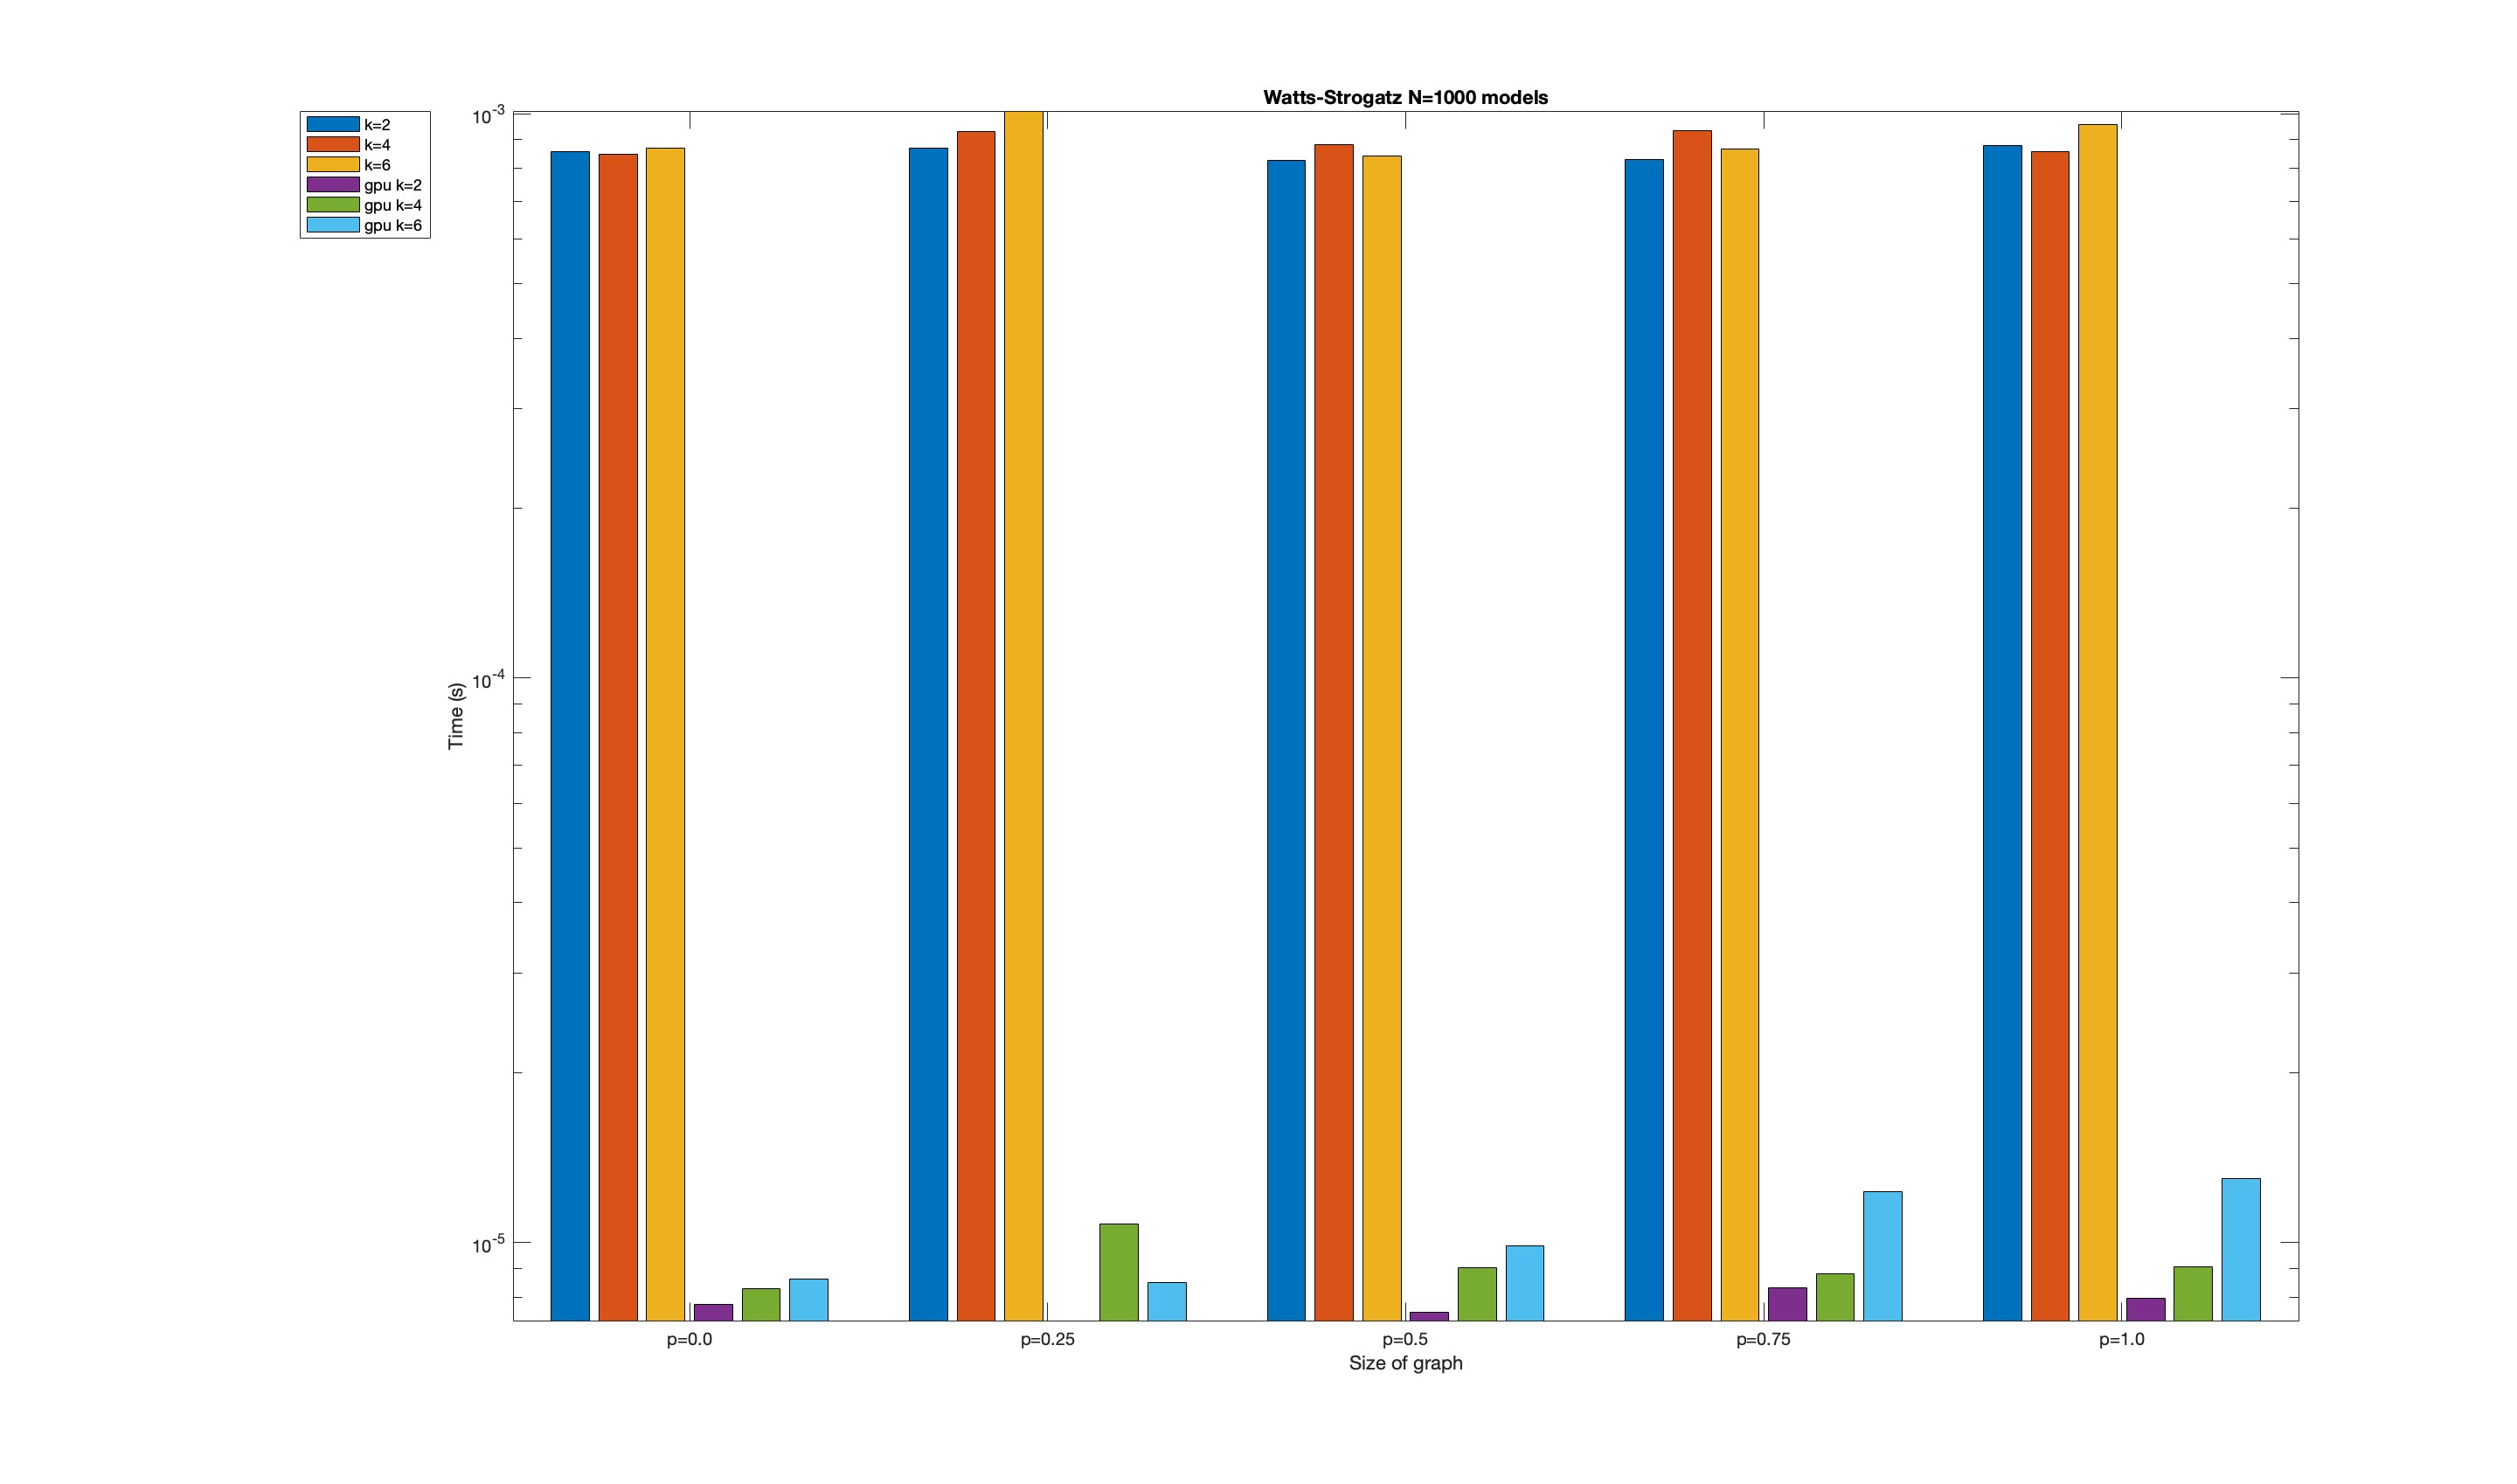 Watts-Strogatz N=1000 models
k=2
k=4
k=6
gpu k=2
gpu k=4
gpu k=6
10-3
10-4
10-5
Time (s)
p=0.0 p=0.25 p=0.5 p=0.75 p=1.0
Size of graph